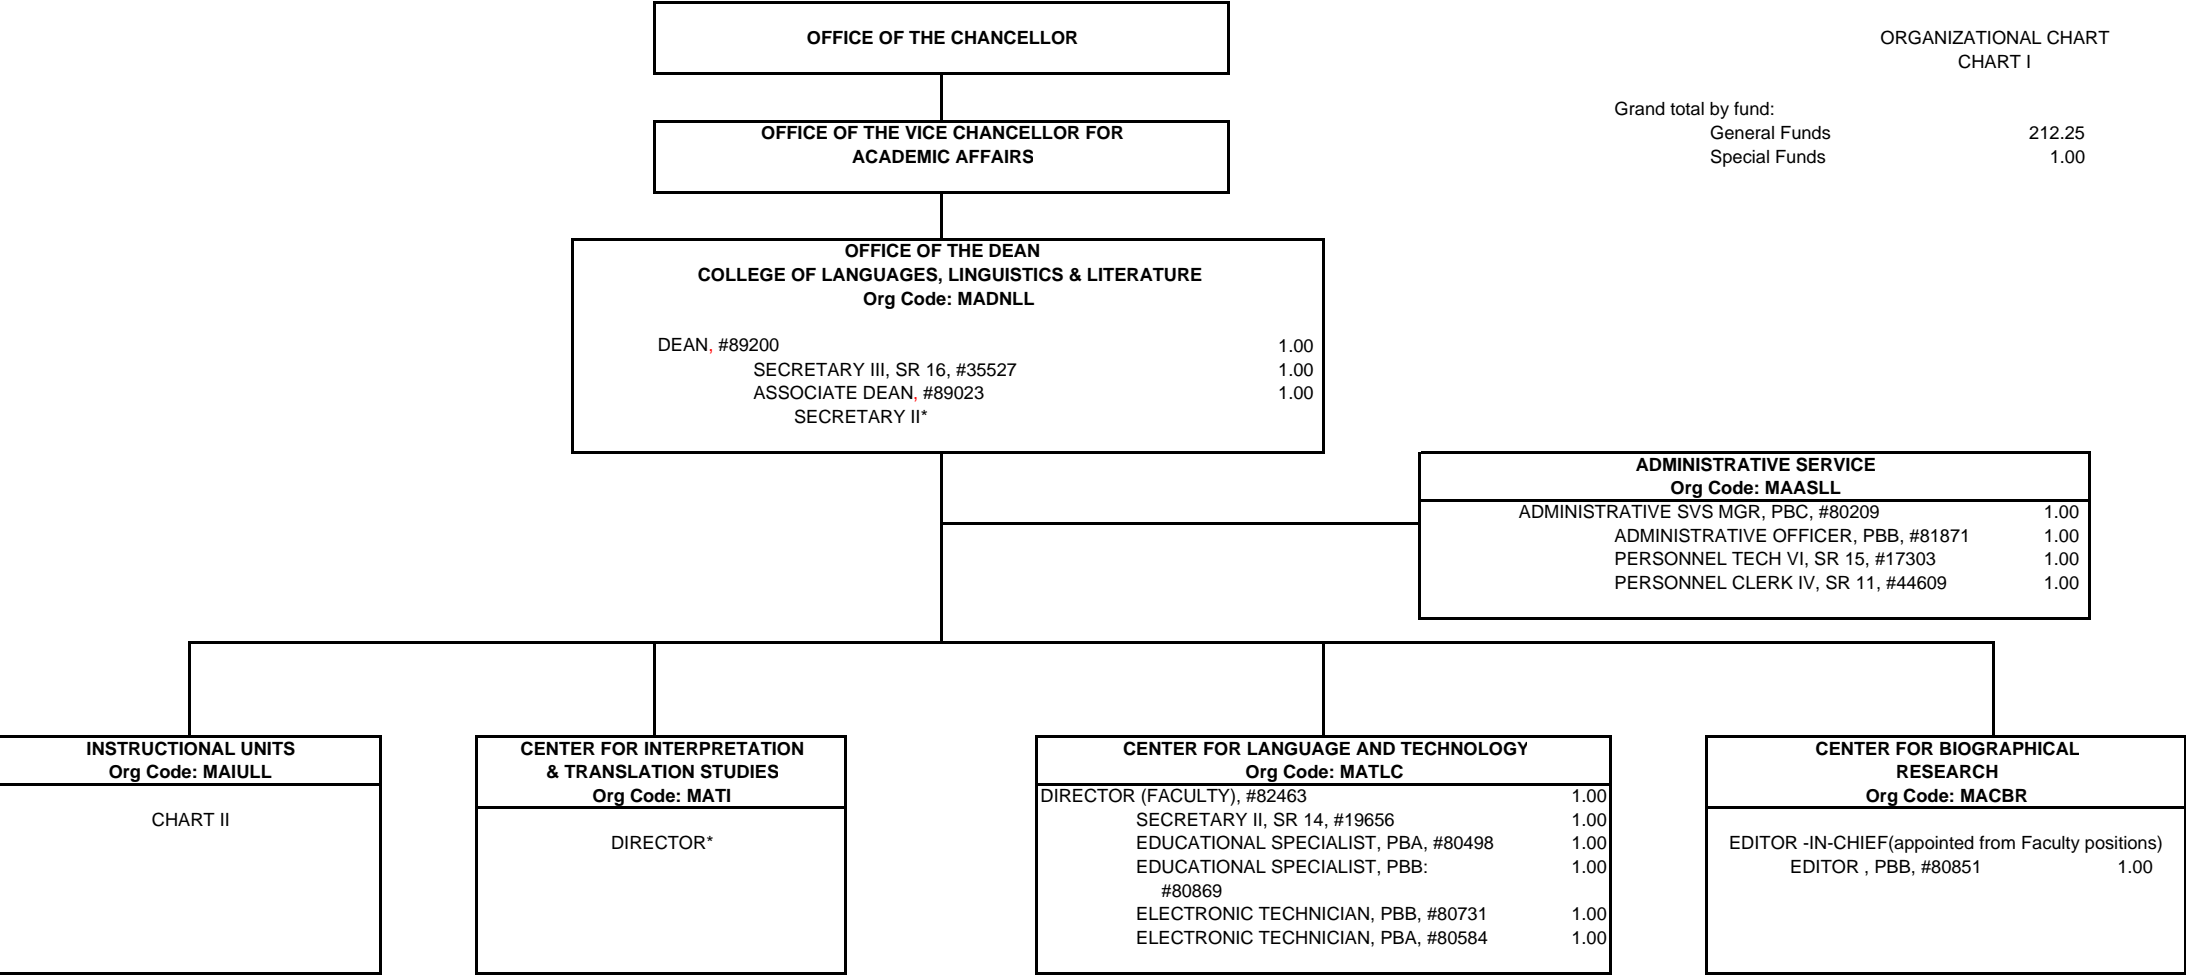 OFFICE OF THE CHANCELLOR
ORGANIZATIONAL CHART
CHART I
Grand total by fund:
General Funds 212.25
Special Funds 1.00
OFFICE OF THE VICE CHANCELLOR FOR
ACADEMIC AFFAIRS
OFFICE OF THE DEAN
COLLEGE OF LANGUAGES, LINGUISTICS & LITERATURE
Org Code: MADNLL
DEAN, #89200 1.00
SECRETARY III, SR 16, #35527 1.00
ASSOCIATE DEAN, #89023 1.00
SECRETARY II*
ADMINISTRATIVE SERVICE
Org Code: MAASLL
ADMINISTRATIVE SVS MGR, PBC, #80209 1.00
ADMINISTRATIVE OFFICER, PBB, #81871 1.00
PERSONNEL TECH VI, SR 15, #17303 1.00
PERSONNEL CLERK IV, SR 11, #44609 1.00
INSTRUCTIONAL UNITS
Org Code: MAIULL
CHART II
CENTER FOR INTERPRETATION
& TRANSLATION STUDIES
Org Code: MATI
DIRECTOR*
CENTER FOR LANGUAGE AND TECHNOLOGY
Org Code: MATLC
DIRECTOR (FACULTY), #82463 1.00
SECRETARY II, SR 14, #19656 1.00
EDUCATIONAL SPECIALIST, PBA, #80498 1.00
EDUCATIONAL SPECIALIST, PBB: 1.00
#80869
ELECTRONIC TECHNICIAN, PBB, #80731 1.00
ELECTRONIC TECHNICIAN, PBA, #80584 1.00
CENTER FOR BIOGRAPHICAL
RESEARCH
Org Code: MACBR
EDITOR -IN-CHIEF(appointed from Faculty positions)
EDITOR , PBB, #80851 1.00